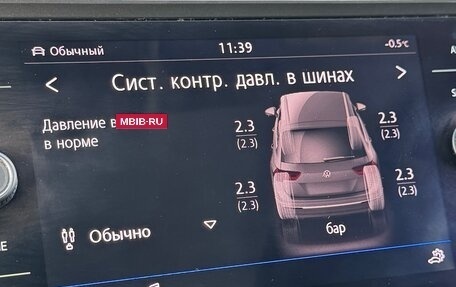 Обычный 11:39 -0.5°C
< Сист. контр. давл. в шинах >
Давление в MBIB-RU
в норме
2.3 2.3
(2.3) (2.3)
2.3 2.3
(2.3) (2.3)
Обычно
бар